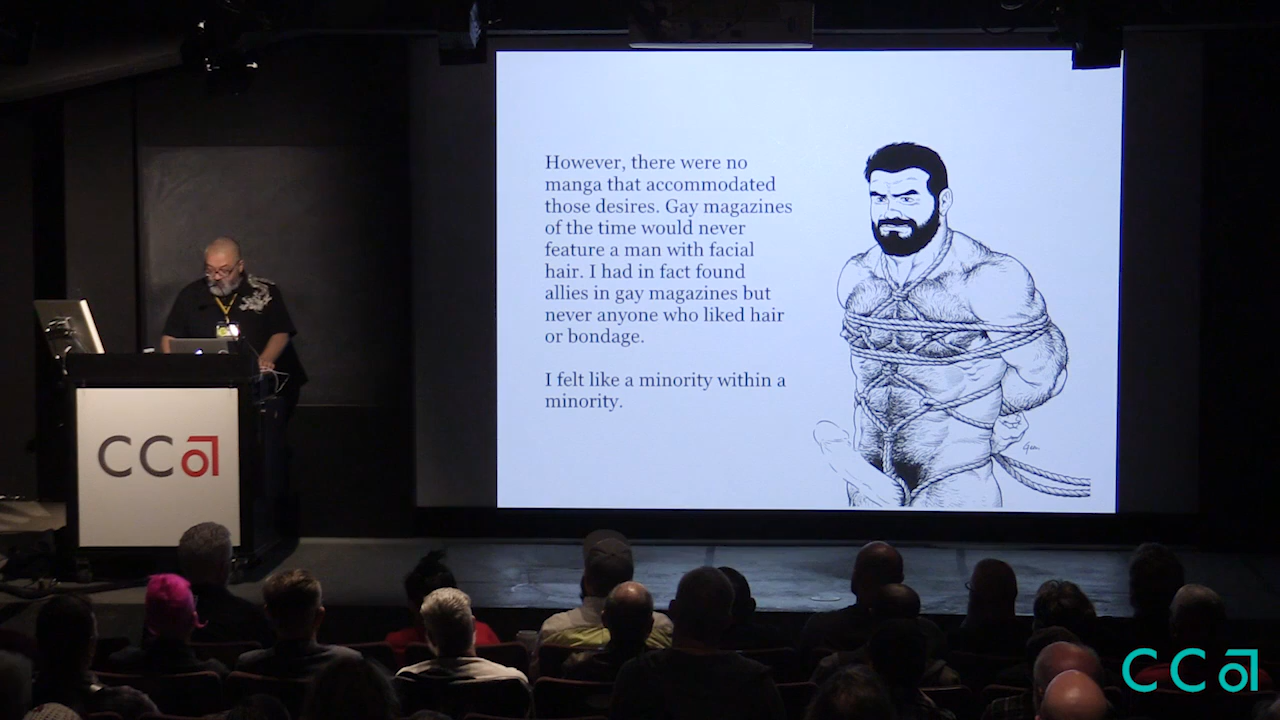 However, there were no
manga that accommodated
those desires. Gay magazines
of the time would never
feature a man with facial
hair. I had in fact found
allies in gay magazines but
never anyone who liked hair
or bondage.
I felt like a minority within a
minority.
CCA
CCA